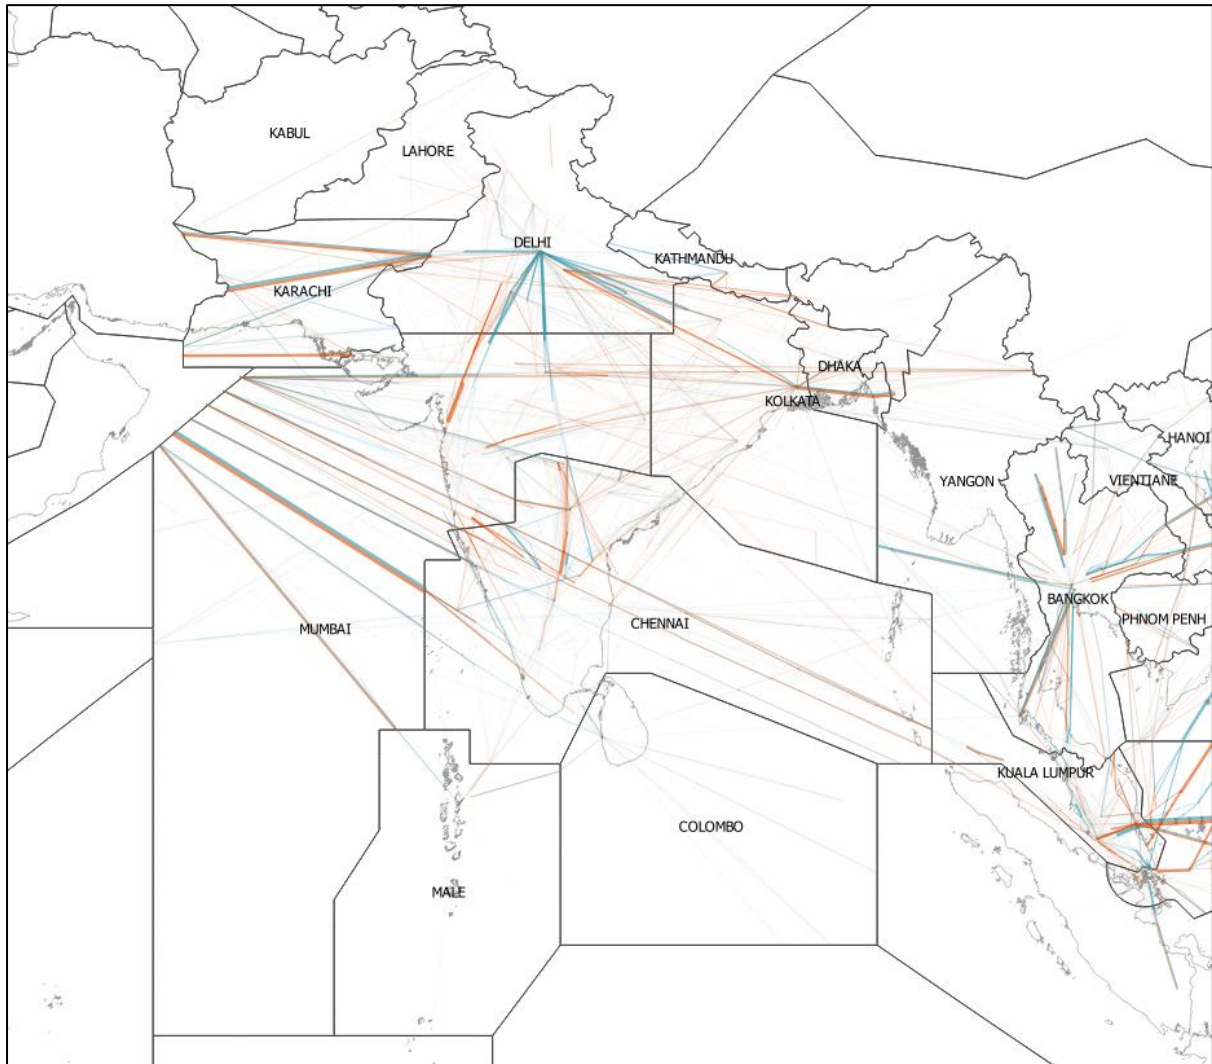 KABUL
LAHORE
DELHI
KATHMANDU
KARACHI
DHAKA
KOLKATA
HANOI
YANGON
VIENTIANE
BANGKOK
PHNOM PENH
MUMBAI
CHENNAI
KUALA LUMPUR
COLOMBO
MALE